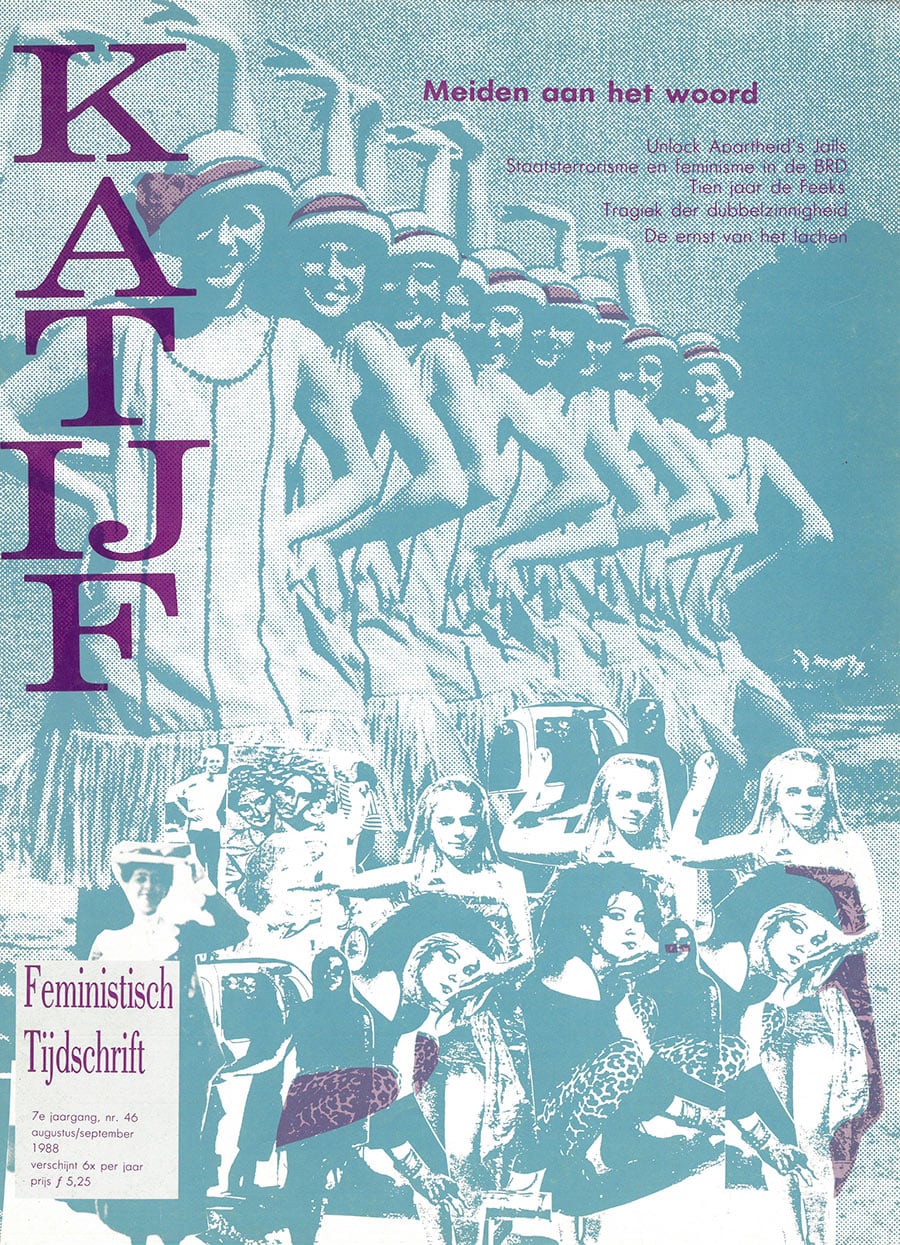 KATIJF
Meiden aan het woord
Unlock Apartheid's Jails
Staatsterrorisme en feminisme in de BRD
Tien jaar de Feeks
Tragiek der dubbelzinnigheid
De ernst van het lachen
Feministisch
Tijdschrift
7e jaargang, nr. 46
augustus/september
1988
verschijnt 6x per jaar
prijs ƒ 5,25